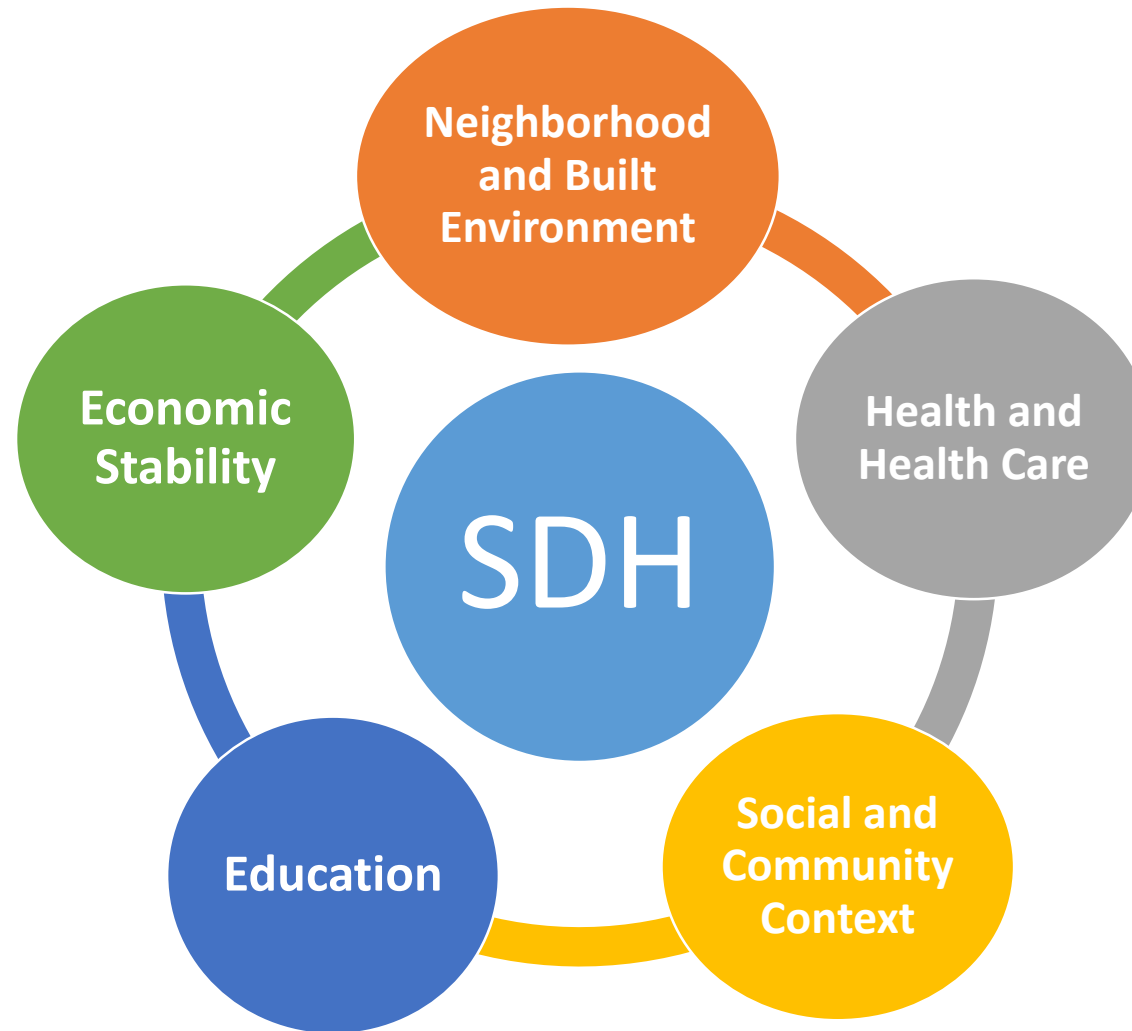 Neighborhood
and Built
Environment
Economic
Stability
Health and
Health Care
SDH
Social and
Community
Context
Education